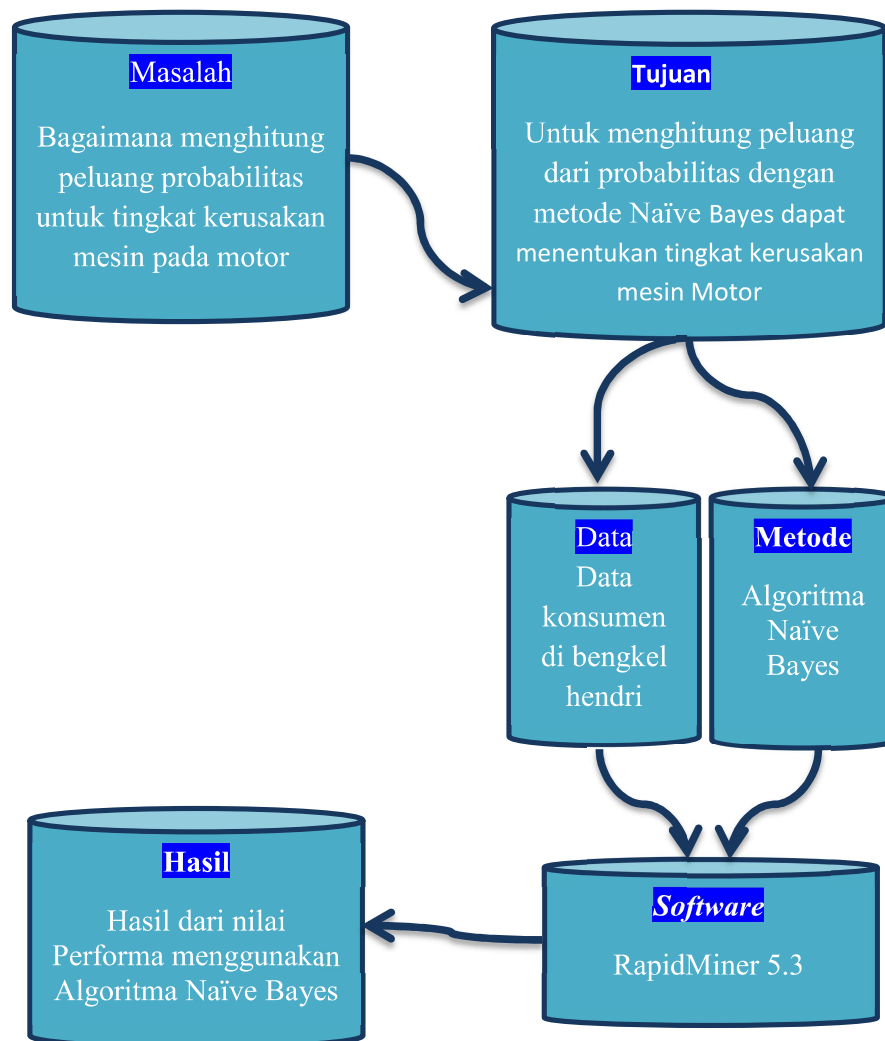 Masalah
Bagaimana menghitung
peluang probabilitas
untuk tingkat kerusakan
mesin pada motor
Tujuan
Untuk menghitung peluang
dari probabilitas dengan
metode Naïve Bayes dapat
menentukan tingkat kerusakan
mesin Motor
Data
Data
konsumen
di bengkel
hendri
Metode
Algoritma
Naïve
Bayes
Software
RapidMiner 5.3
Hasil
Hasil dari nilai
Performa menggunakan
Algoritma Naïve Bayes